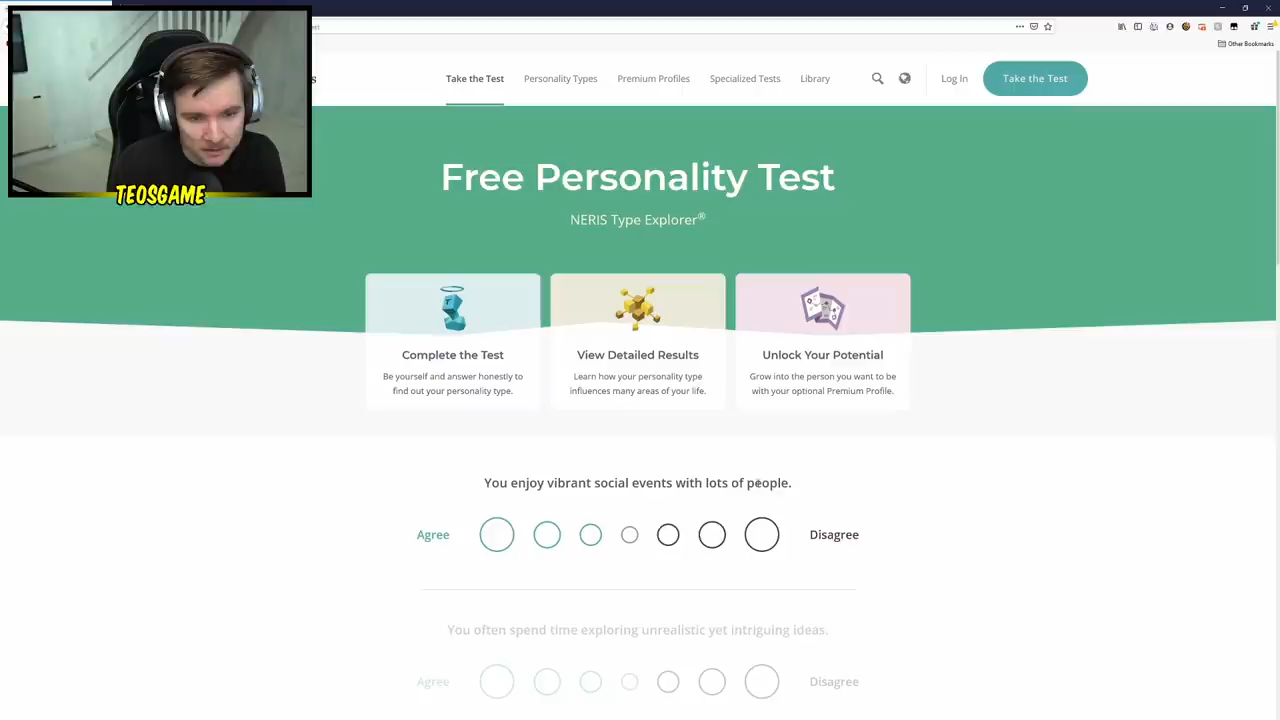 Other Bookmarks
Take the Test
Personality Types
Premium Profiles
Specialized Tests
Library
Log In
Take the Test
TEOSGAME
Free Personality Test
NERIS Type Explorer®
Complete the Test
Be yourself and answer honestly to
find out your personality type.
View Detailed Results
Learn how your personality type
influences many areas of your life.
Unlock Your Potential
Grow into the person you want to be
with your optional Premium Profile.
You enjoy vibrant social events with lots of people.
Agree
Disagree
You often spend time exploring unrealistic yet intriguing ideas.
Agree
Disagree